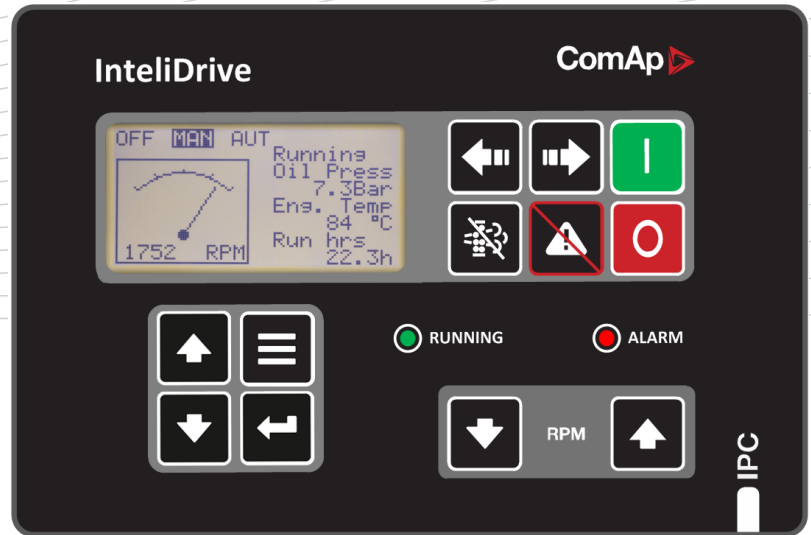 InteliDrive
ComAp
OFF MAN AUT
Running
Oil Press
7.3Bar
Eng. Temp
84 °C
Run hrs
22.3h
1752 RPM
RUNNING
ALARM
RPM
IPC